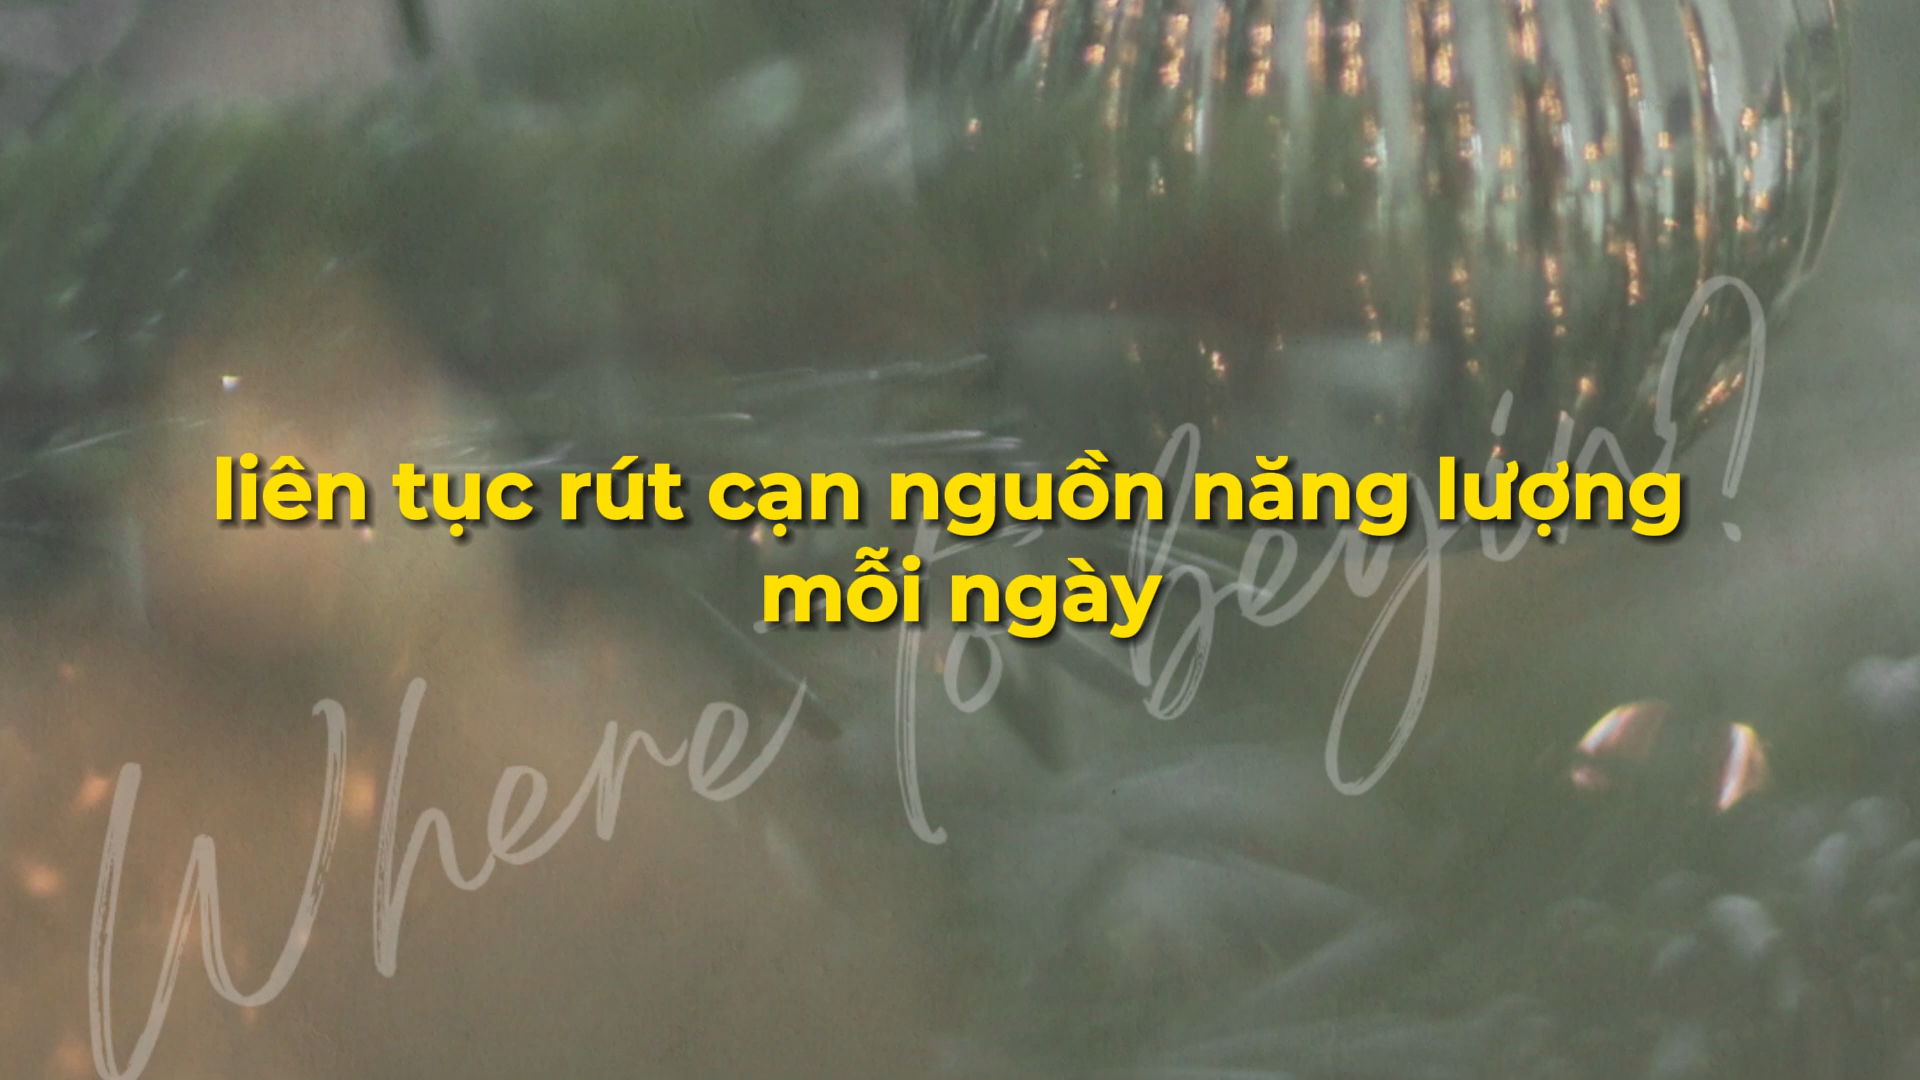 liên tục rút cạn nguồn năng lượng
mỗi ngày
Where To begin?